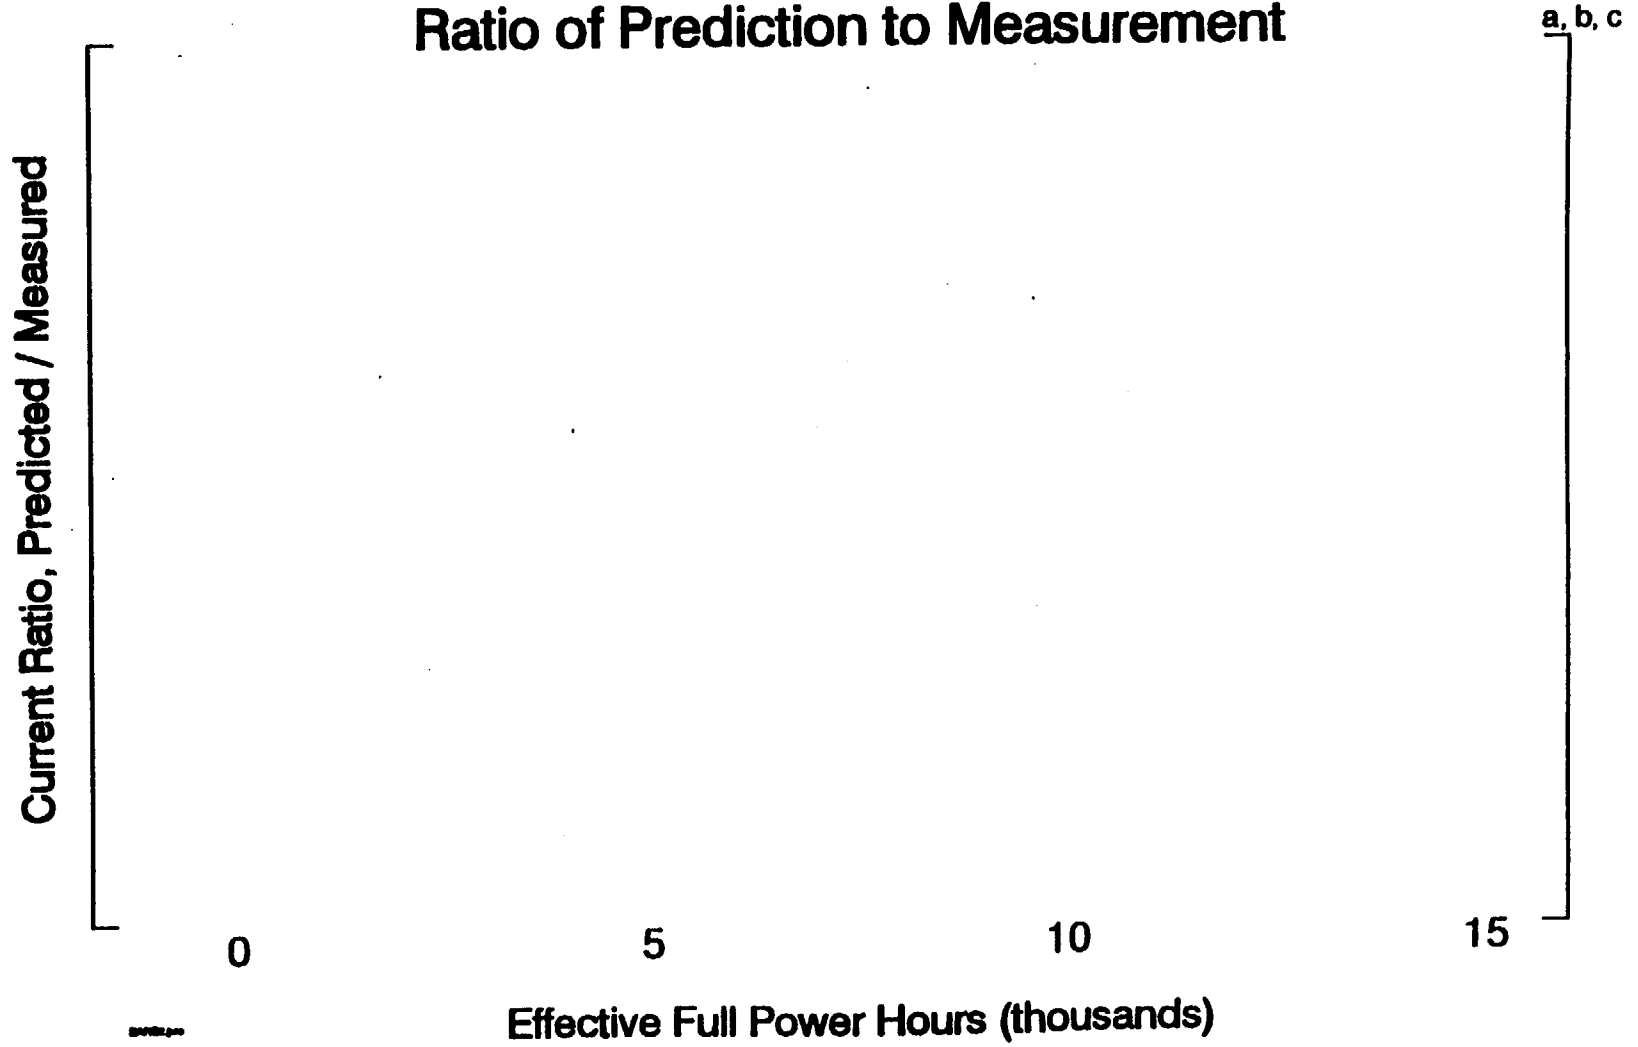 Ratio of Prediction to Measurement
a, b, c
Current Ratio, Predicted / Measured
0 5 10 15
Effective Full Power Hours (thousands)